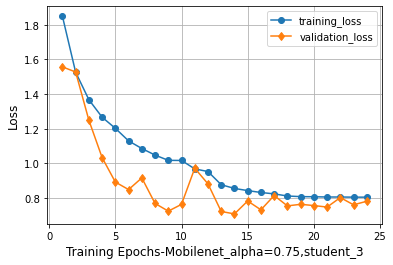 training_loss
validation_loss
1.8
1.6
1.4
1.2
1.0
0.8
Loss
0 5 10 15 20 25
Training Epochs-Mobilenet_alpha=0.75,student_3